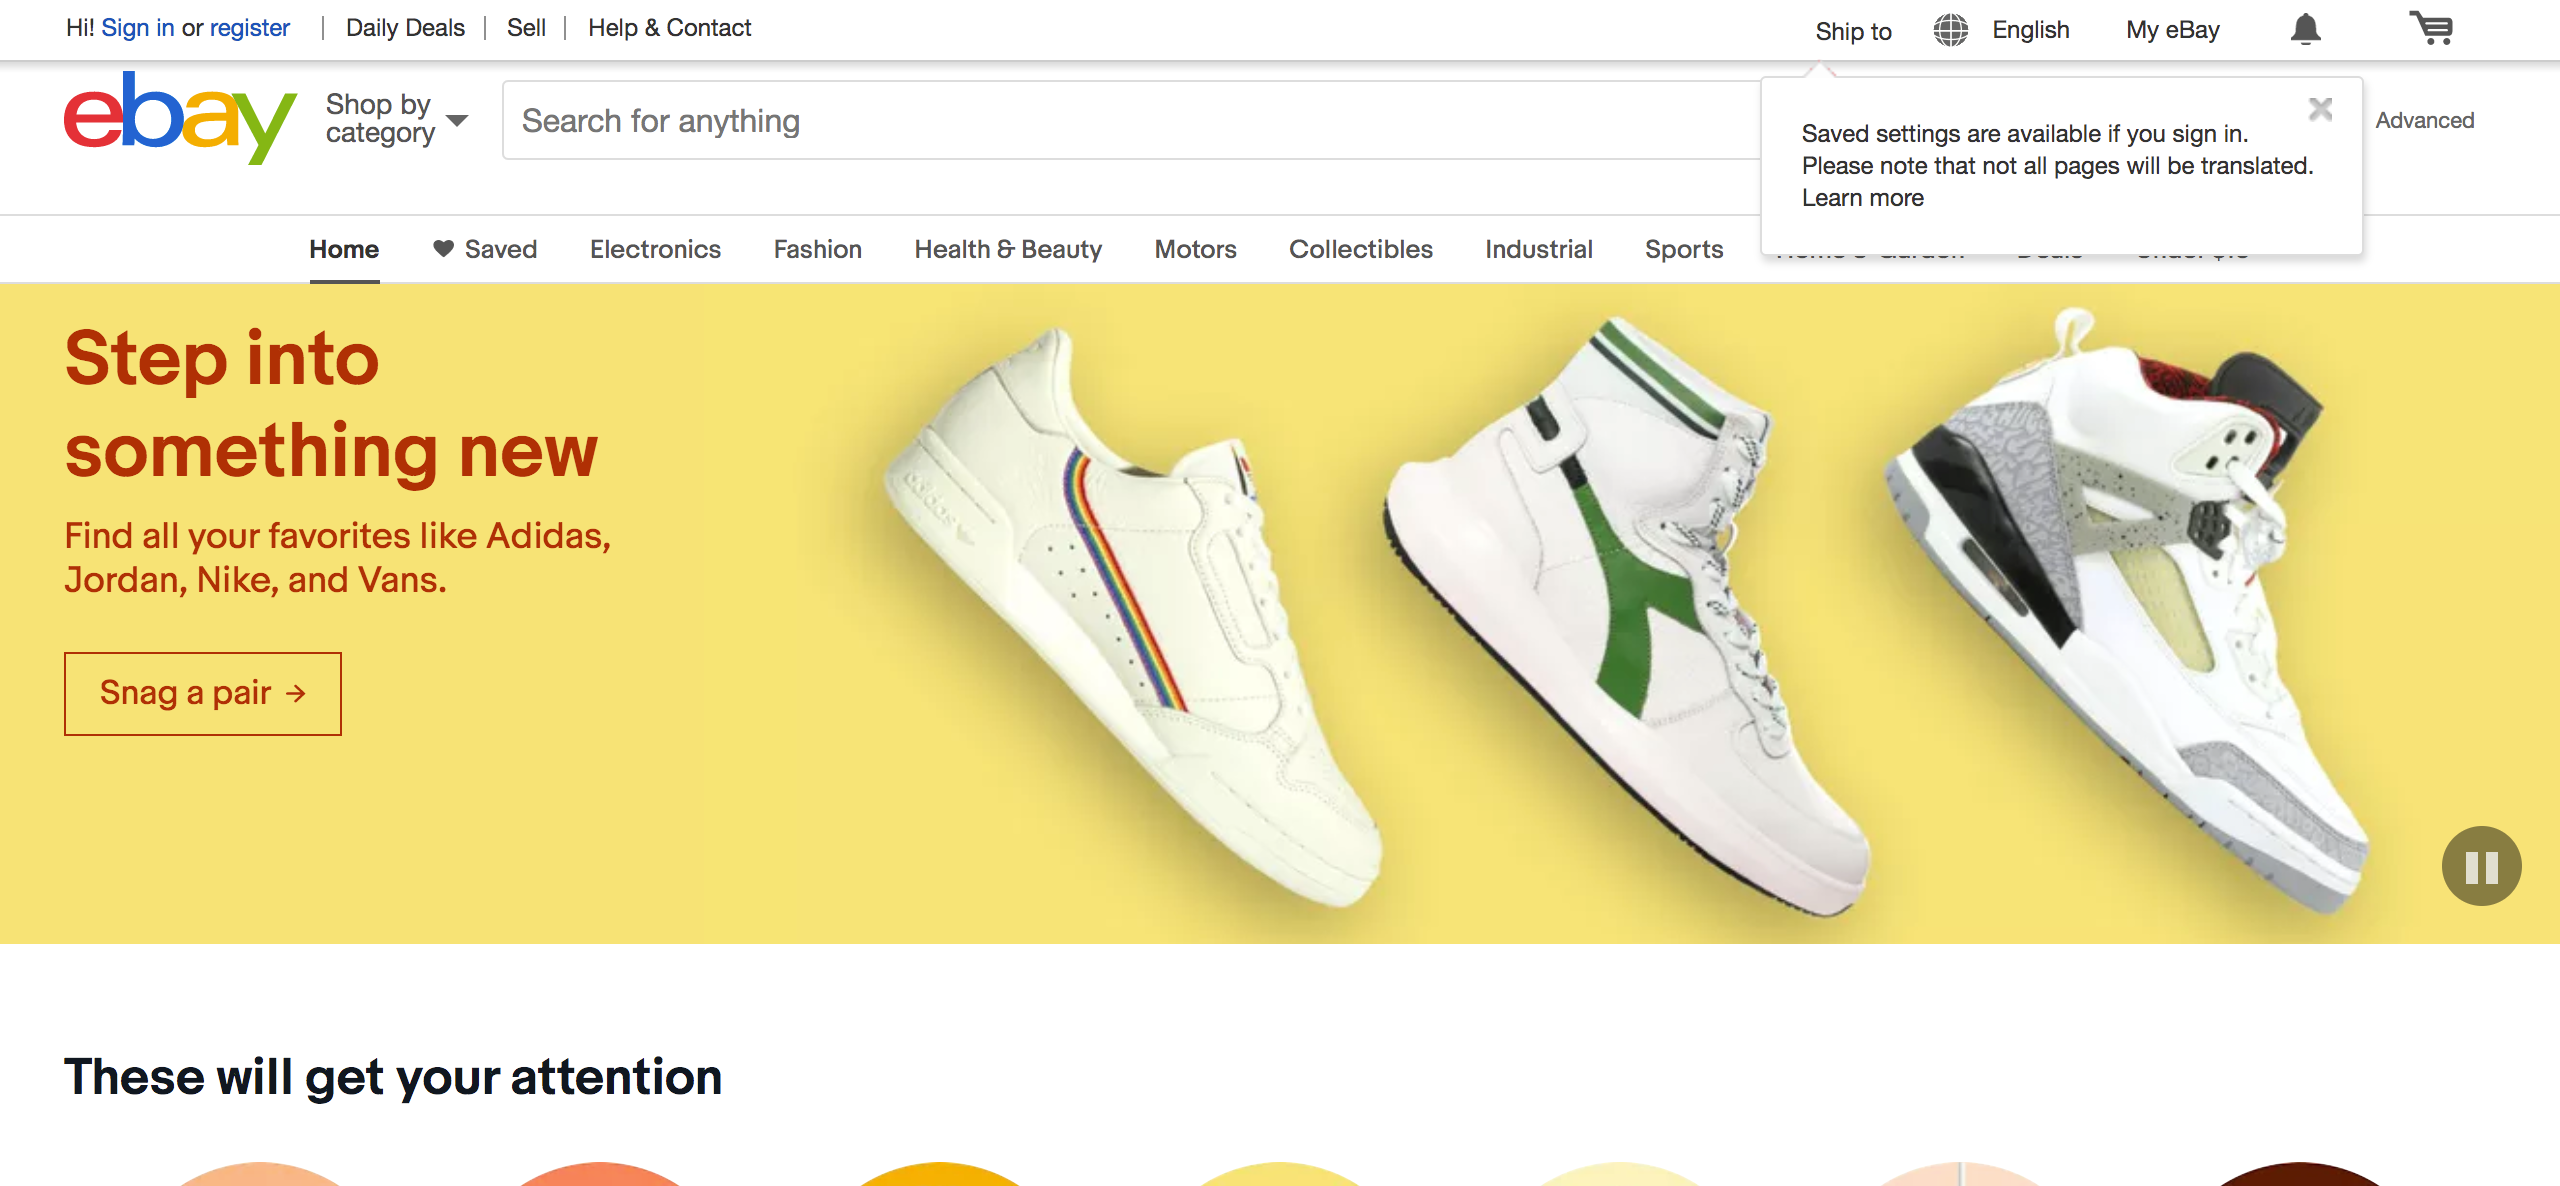 Hi! Sign in or register
Daily Deals
Sell
Help & Contact
Ship to
English
My eBay
ebay
Shop by
category
Search for anything
Advanced
Saved settings are available if you sign in.
Please note that not all pages will be translated.
Learn more
Home
Saved
Electronics
Fashion
Health & Beauty
Motors
Collectibles
Industrial
Sports
Step into
something new
Find all your favorites like Adidas,
Jordan, Nike, and Vans.
Snag a pair →
These will get your attention